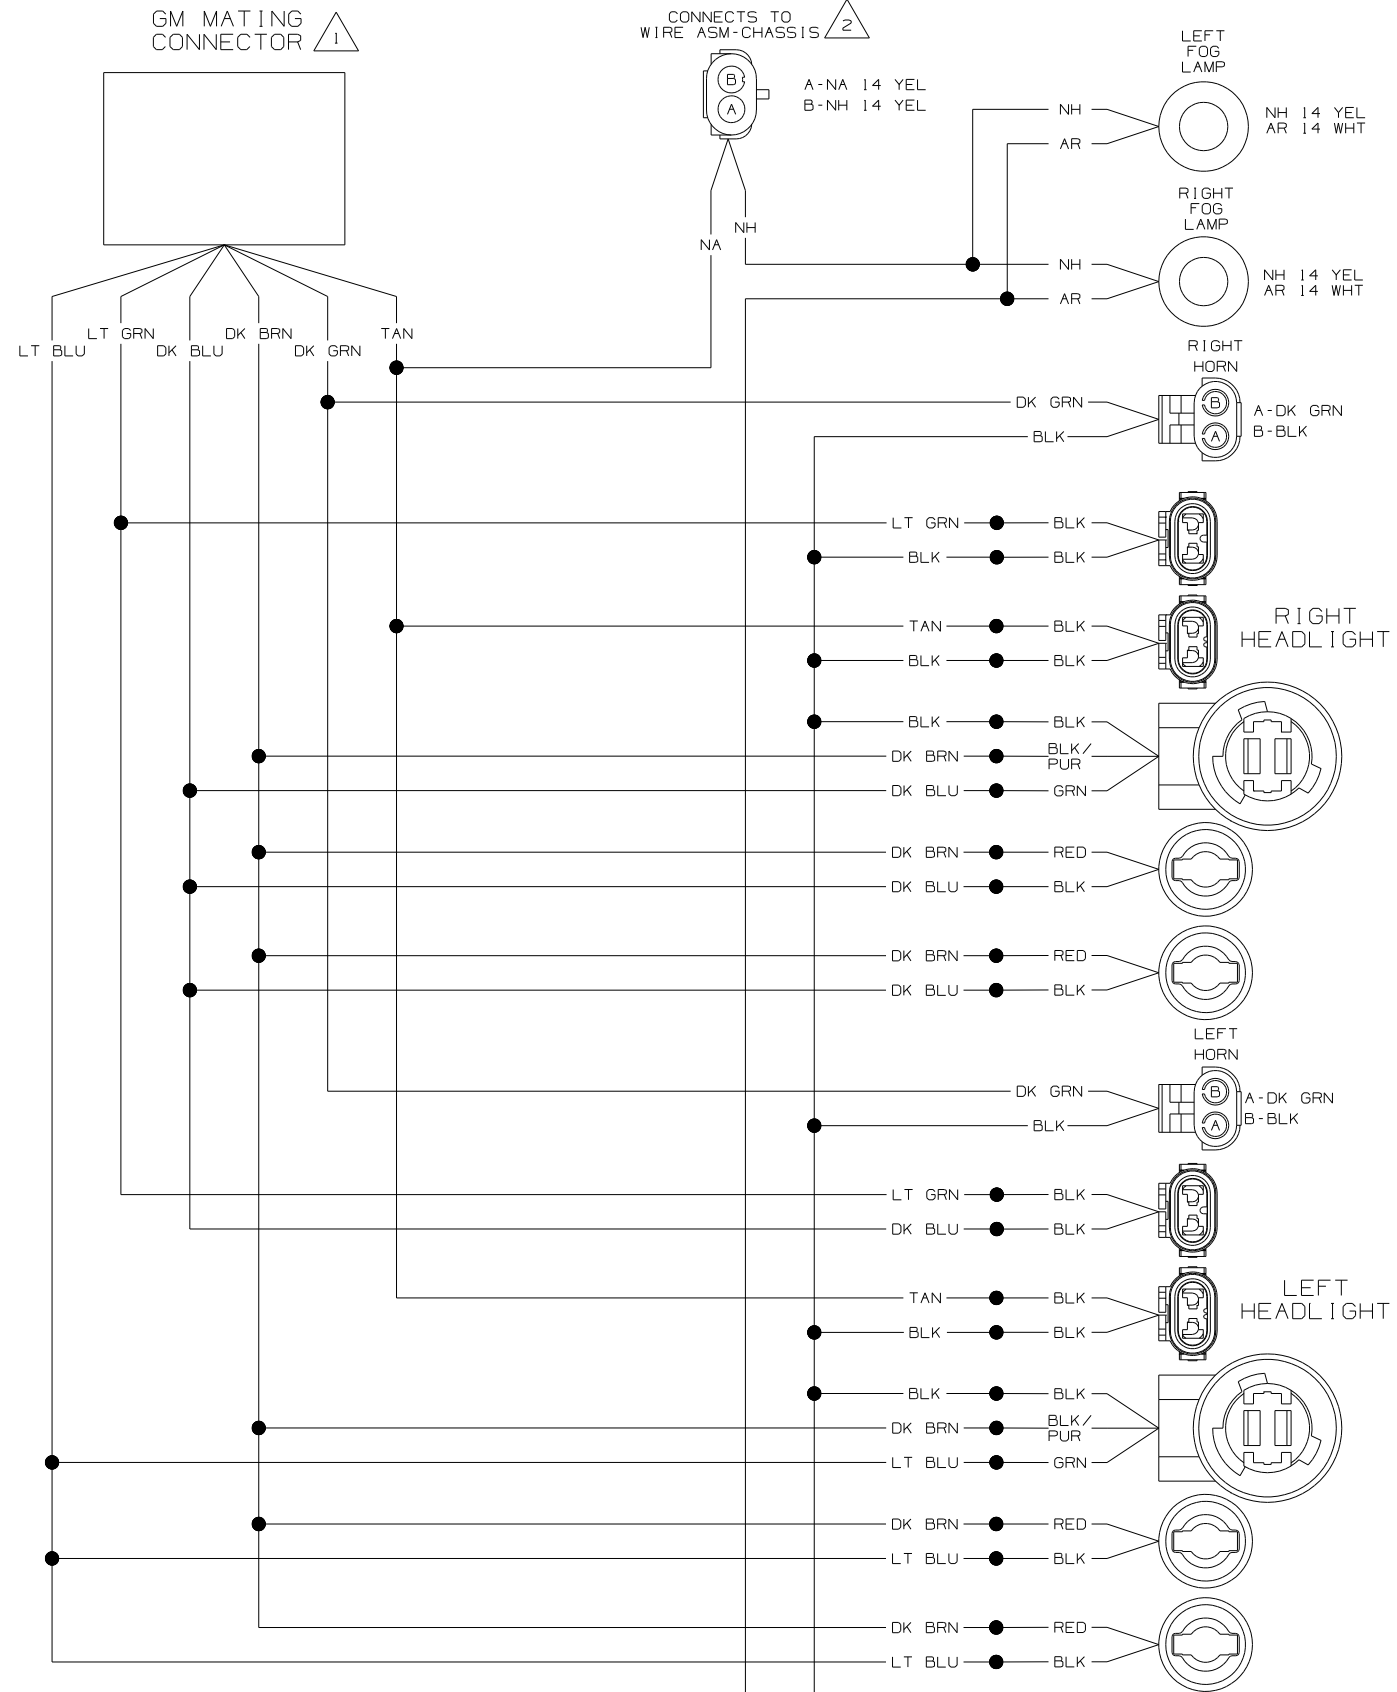 GM MATING
CONNECTOR
1
CONNECTS TO
WIRE ASM-CHASSIS
2
B
A
A-NA 14 YEL
B-NH 14 YEL
LEFT
FOG
LAMP
NH
AR
NH 14 YEL
AR 14 WHT
RIGHT
FOG
LAMP
NH
NA
NH
AR
NH 14 YEL
AR 14 WHT
LT GRN
DK BRN
TAN
LT BLU
DK BLU
DK GRN
RIGHT
HORN
DK GRN
BLK
B
A
A-DK GRN
B-BLK
LT GRN
BLK
BLK
BLK
RIGHT
HEADLIGHT
TAN
BLK
BLK
BLK
BLK
BLK
DK BRN
BLK/
PUR
DK BLU
GRN
DK BRN
RED
DK BLU
BLK
DK BRN
RED
DK BLU
BLK
LEFT
HORN
DK GRN
BLK
B
A
A-DK GRN
B-BLK
LT GRN
BLK
DK BLU
BLK
LEFT
HEADLIGHT
TAN
BLK
BLK
BLK
BLK
BLK
DK BRN
BLK/
PUR
LT BLU
GRN
DK BRN
RED
LT BLU
BLK
DK BRN
RED
LT BLU
BLK